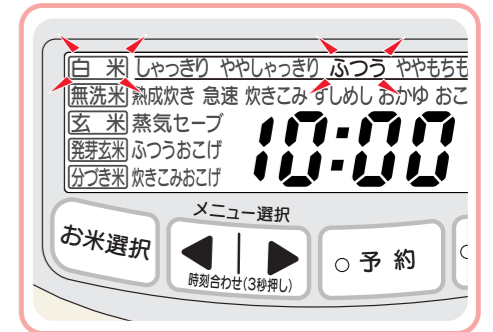 白米 しゃっきり ややしゃっきり ふつう ややもちも
無洗米 熟成炊き 急速 炊きこみ すしめし おかゆ おこ
玄米 蒸気セーブ
発芽玄米 ふつうおこげ
分づき米 炊きこみおこげ
10:00
お米選択
メニュー選択
時刻合わせ(3秒押し)
予約